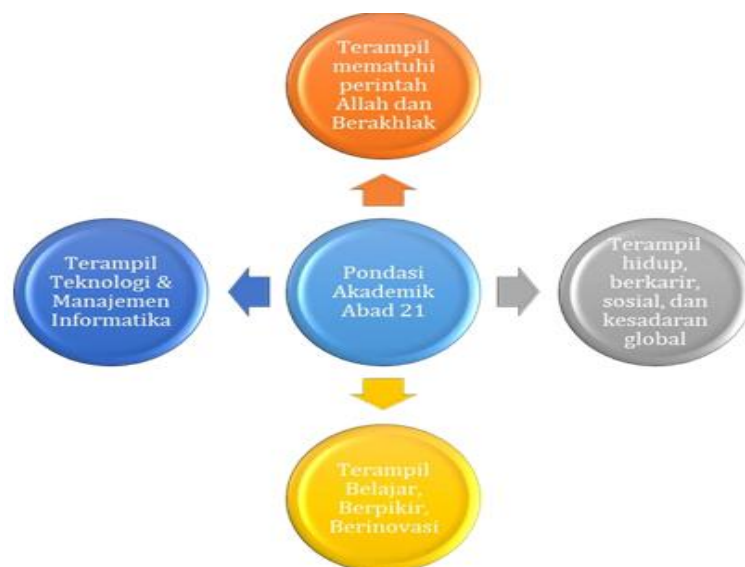 Terampil
mematuhi
perintah
Allah dan
Berakhlak
Terampil
Teknologi &
Manajemen
Informatika
Pondasi
Akademik
Abad 21
Terampil
hidup,
berkarir,
sosial, dan
kesadaran
global
Terampil
Belajar,
Berpikir,
Berinovasi